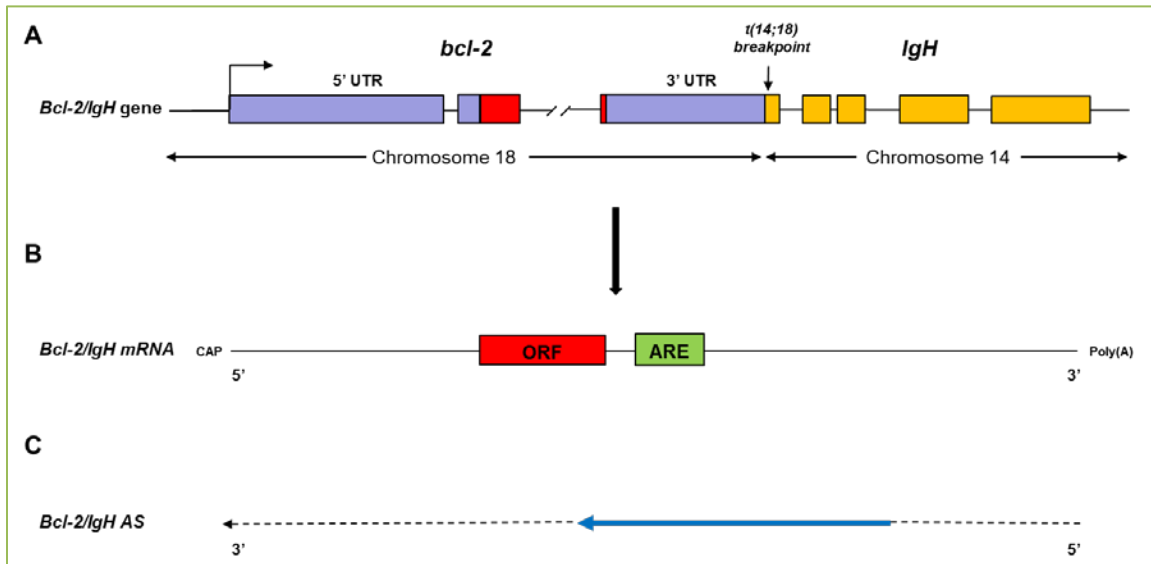 A
bcl-2
t(14;18)
breakpoint
IgH
5’ UTR
3’ UTR
Bcl-2/IgH gene
Chromosome 18
Chromosome 14
B
Bcl-2/IgH mRNA
CAP
ORF
ARE
Poly(A)
5’
3’
C
Bcl-2/IgH AS
3’
5’